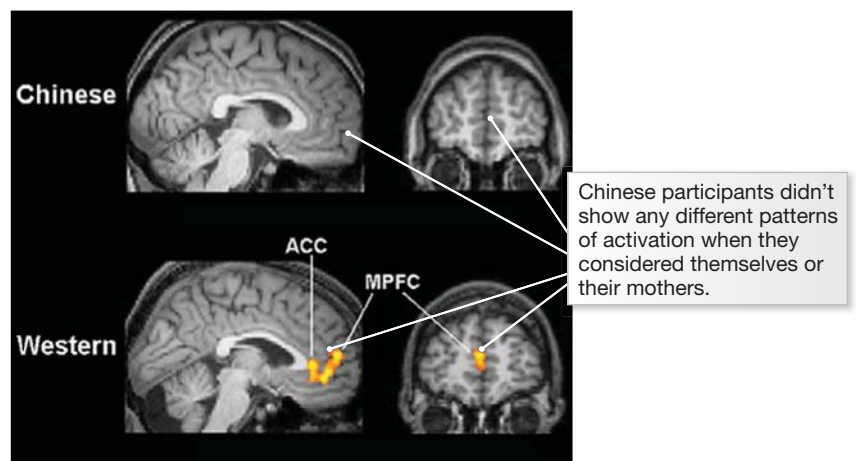 Chinese
Chinese participants didn't
show any different patterns
of activation when they
considered themselves or
their mothers.
ACC
MPFC
Western